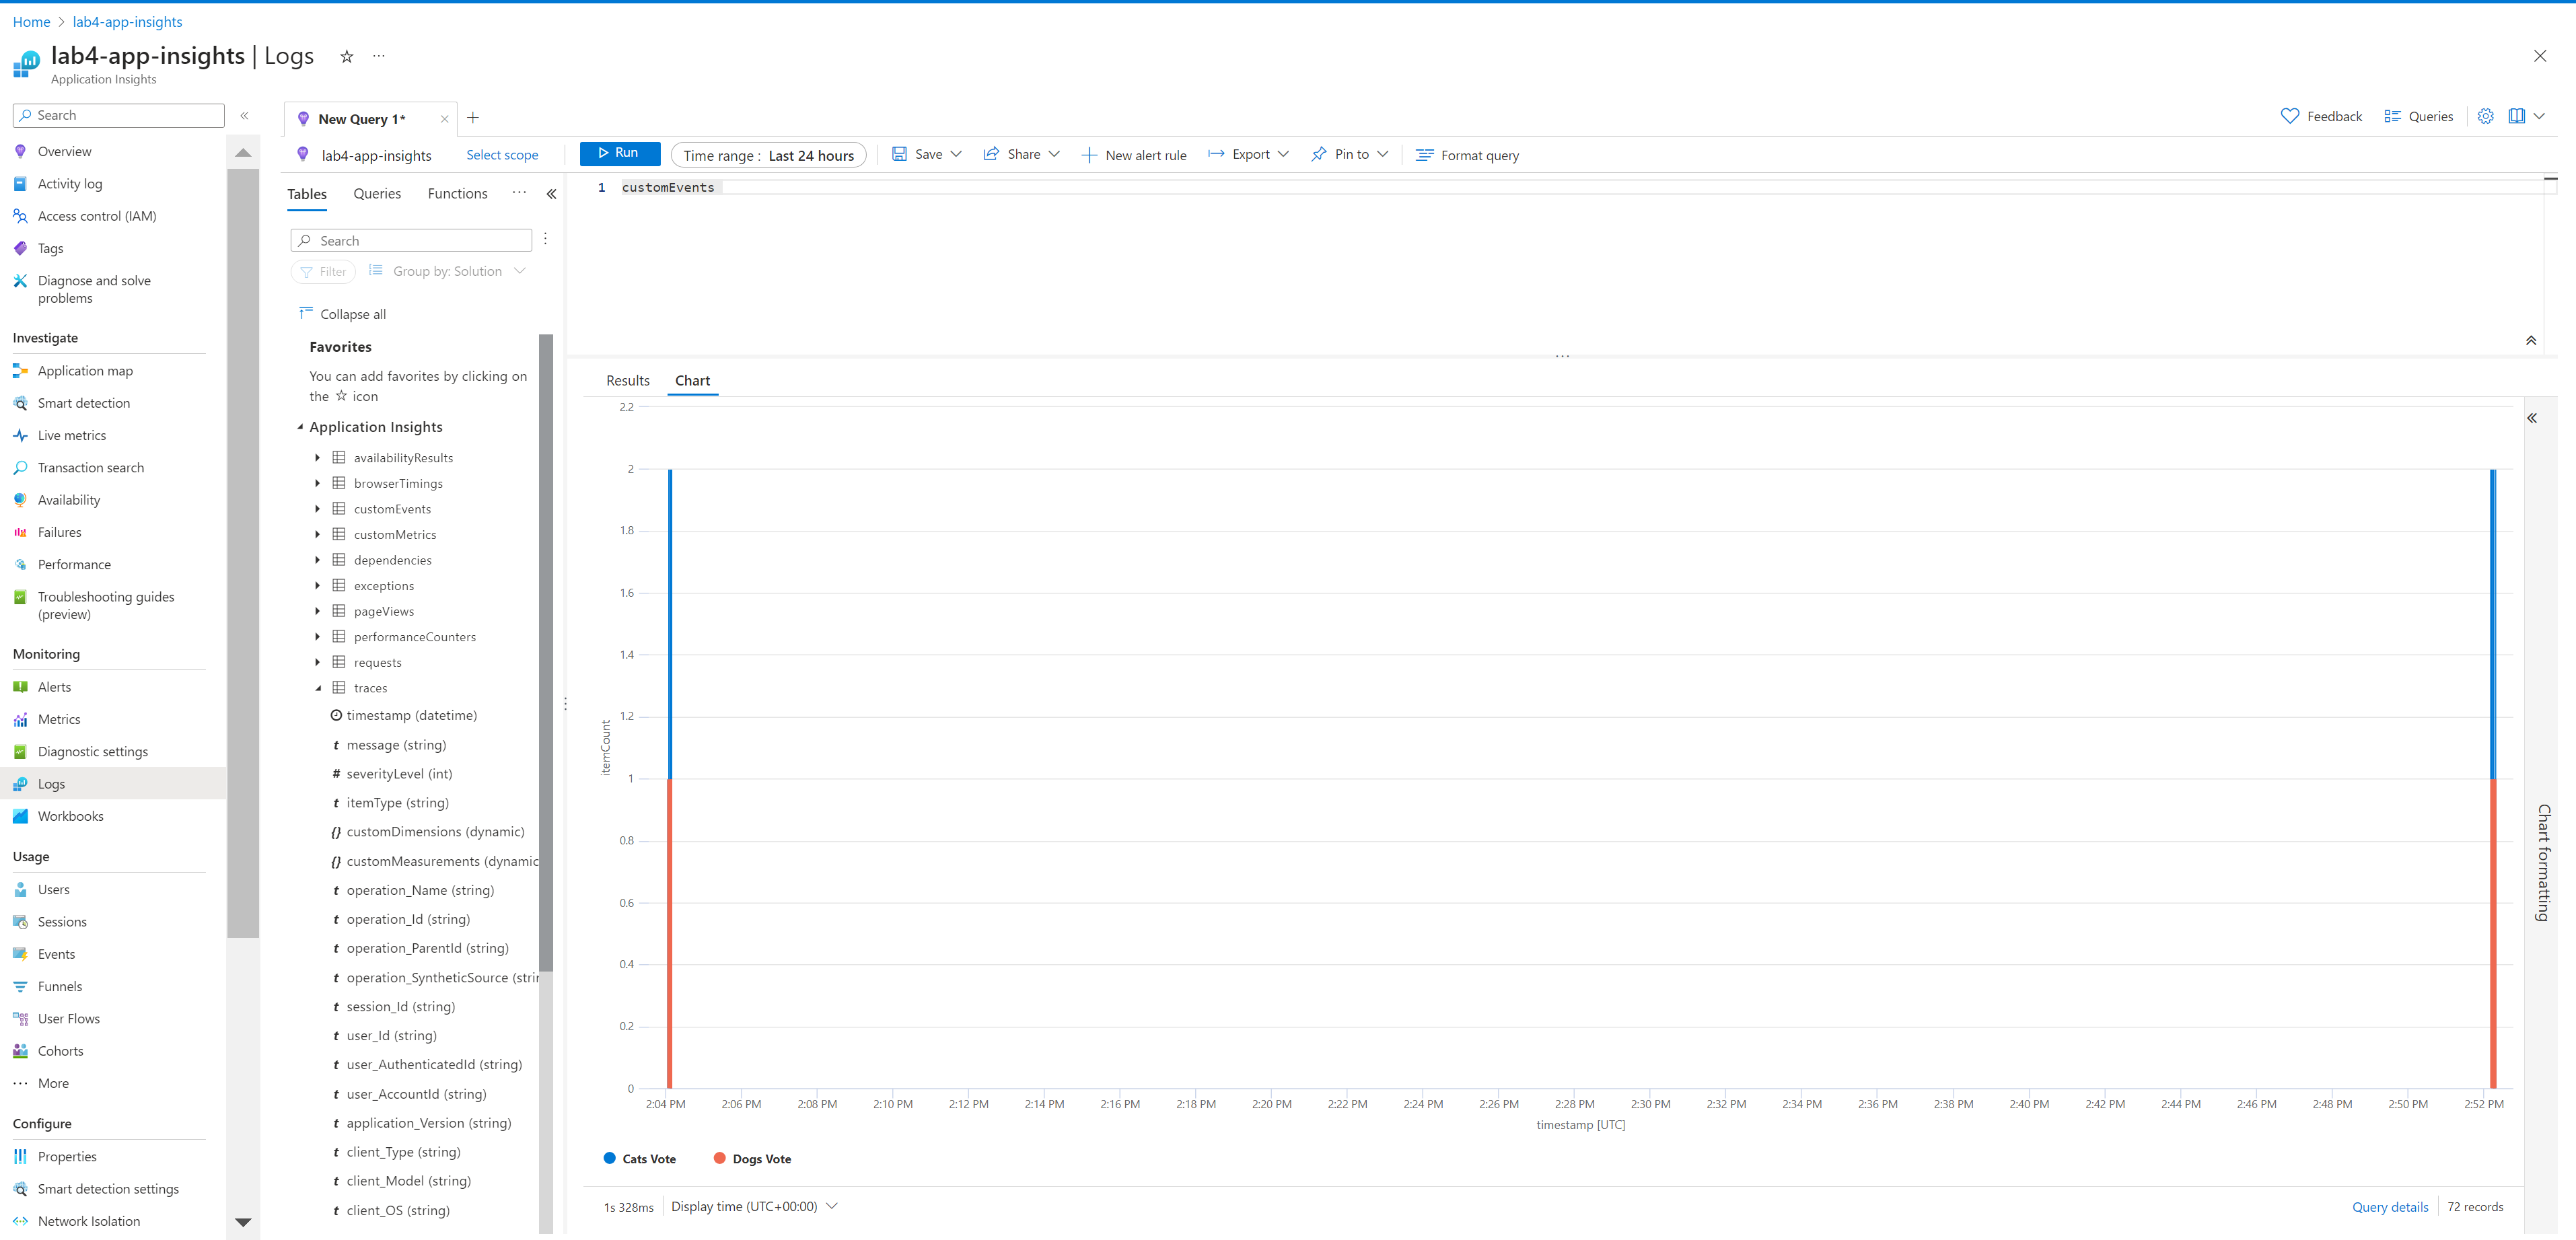 Home > lab4-app-insights
lab4-app-insights | Logs
Application Insights
Search
Overview
Activity log
Access control (IAM)
Tags
Diagnose and solve
problems
Investigate
Application map
Smart detection
Live metrics
Transaction search
Availability
Failures
Performance
Troubleshooting guides
(preview)
Monitoring
Alerts
Metrics
Diagnostic settings
Logs
Workbooks
Usage
Users
Sessions
Events
Funnels
User Flows
Cohorts
More
Configure
Properties
Smart detection settings
Network Isolation
New Query 1*
Feedback
Queries
lab4-app-insights
Select scope
Run
Time range : Last 24 hours
Save
Share
New alert rule
Export
Pin to
Format query
Tables
Queries
Functions
Search
Filter
Group by: Solution
Collapse all
Favorites
You can add favorites by clicking on
the ☆ icon
Application Insights
availabilityResults
browserTimings
customEvents
customMetrics
dependencies
exceptions
pageViews
performanceCounters
requests
traces
timestamp (datetime)
t message (string)
# severityLevel (int)
t itemType (string)
{} customDimensions (dynamic)
{} customMeasurements (dynamic
t operation_Name (string)
t operation_Id (string)
t operation_ParentId (string)
t operation_SyntheticSource (strin
t session_Id (string)
t user_Id (string)
t user_AuthenticatedId (string)
t user_AccountId (string)
t application_Version (string)
t client_Type (string)
t client_Model (string)
t client_OS (string)
1 customEvents
Results
Chart
2.2
2
1.8
1.6
1.4
1.2
1
0.8
0.6
0.4
0.2
0
itemCount
2:04 PM 2:06 PM 2:08 PM 2:10 PM 2:12 PM 2:14 PM 2:16 PM 2:18 PM 2:20 PM 2:22 PM 2:24 PM 2:26 PM 2:28 PM 2:30 PM 2:32 PM 2:34 PM 2:36 PM 2:38 PM 2:40 PM 2:42 PM 2:44 PM 2:46 PM 2:48 PM 2:50 PM 2:52 PM
timestamp [UTC]
Cats Vote
Dogs Vote
Chart formatting
1s 328ms
Display time (UTC+00:00)
Query details
72 records